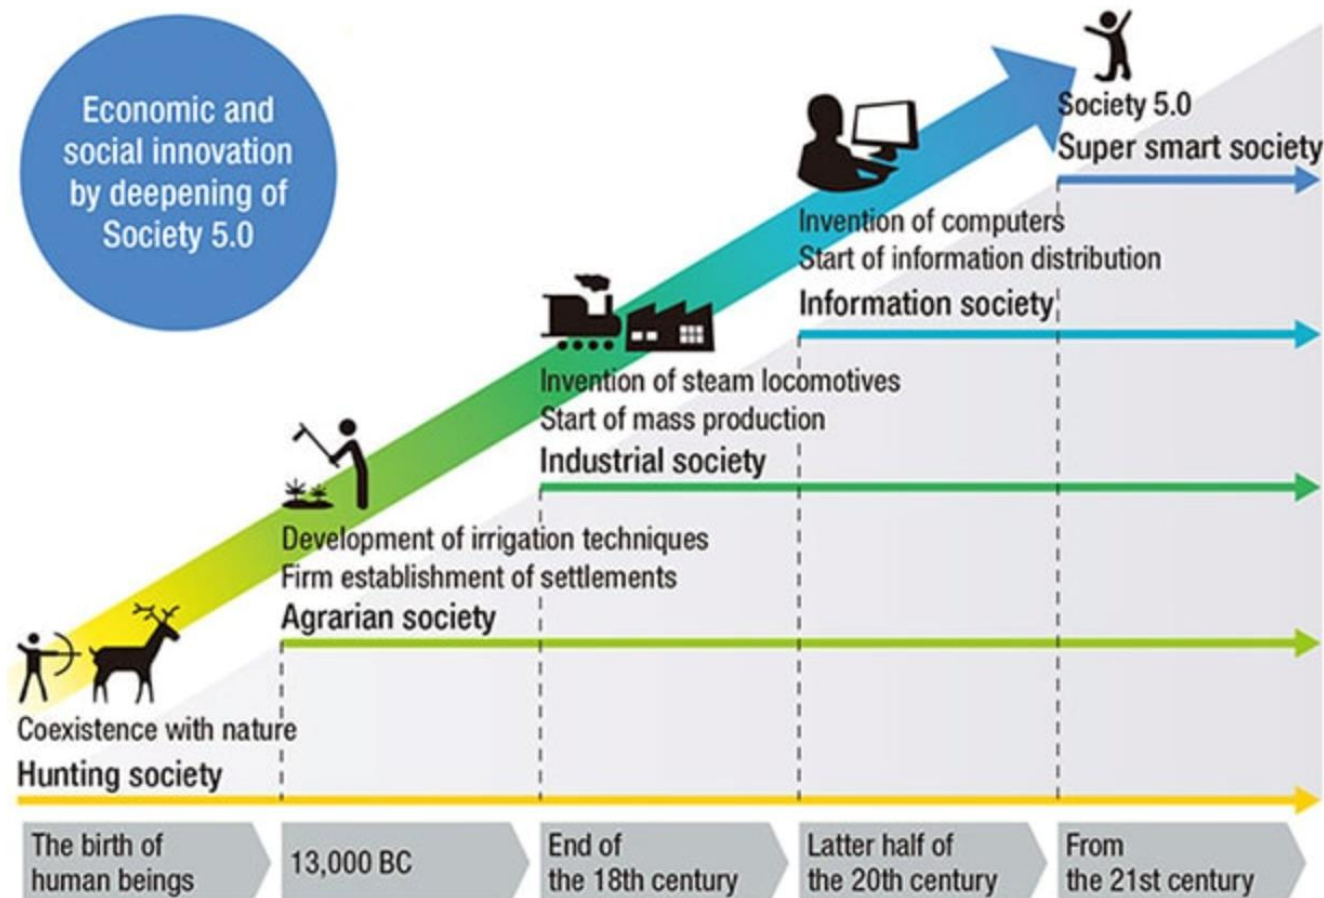 Economic and
social innovation
by deepening of
Society 5.0
Society 5.0
Super smart society
Invention of computers
Start of information distribution
Information society
Invention of steam locomotives
Start of mass production
Industrial society
Development of irrigation techniques
Firm establishment of settlements
Agrarian society
Coexistence with nature
Hunting society
The birth of
human beings
13,000 BC
End of
the 18th century
Latter half of
the 20th century
From
the 21st century